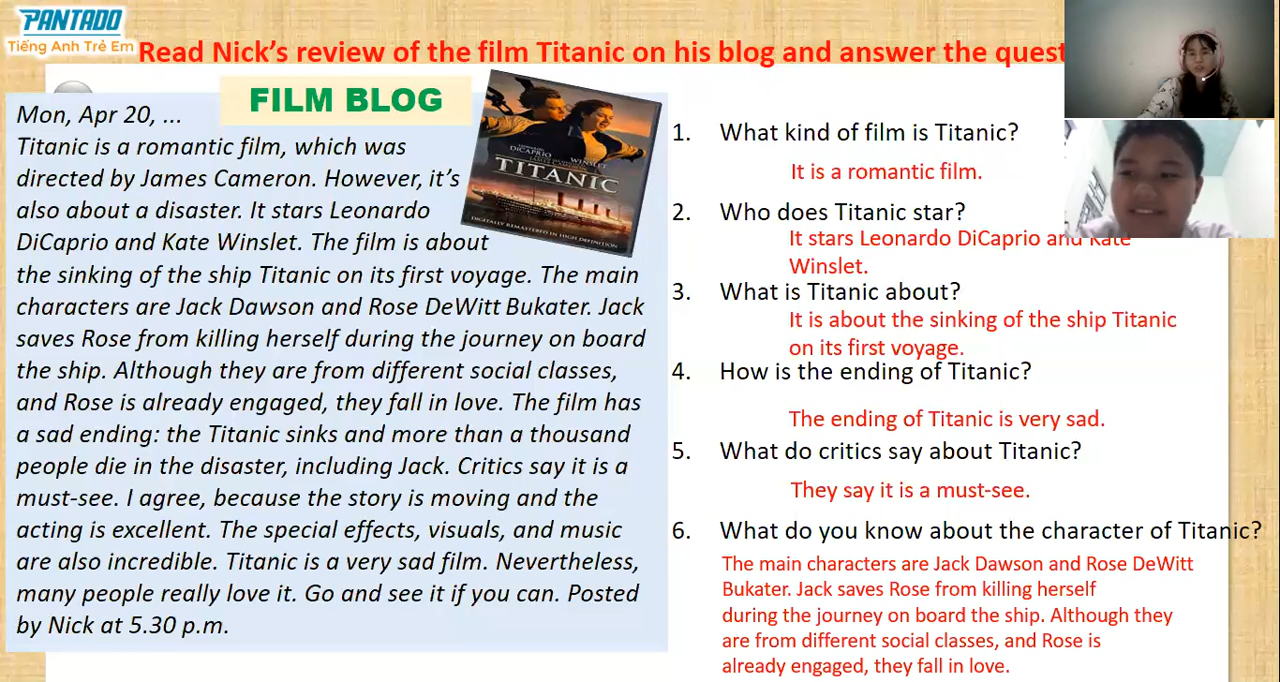 PANTADO
Tiếng Anh Trẻ Em
Read Nick's review of the film Titanic on his blog and answer the quest
FILM BLOG
Mon, Apr 20, ...
Titanic is a romantic film, which was
directed by James Cameron. However, it's
also about a disaster. It stars Leonardo
DiCaprio and Kate Winslet. The film is about
the sinking of the ship Titanic on its first voyage. The main
characters are Jack Dawson and Rose DeWitt Bukater. Jack
saves Rose from killing herself during the journey on board
the ship. Although they are from different social classes,
and Rose is already engaged, they fall in love. The film has
a sad ending: the Titanic sinks and more than a thousand
people die in the disaster, including Jack. Critics say it is a
must-see. I agree, because the story is moving and the
acting is excellent. The special effects, visuals, and music
are also incredible. Titanic is a very sad film. Nevertheless,
many people really love it. Go and see it if you can. Posted
by Nick at 5.30 p.m.
LEONARDO DICAPRIO
KATE WINSLET
TITANIC
DIGITALLY REMASTERED IN HIGH DEFINITION
1. What kind of film is Titanic?
It is a romantic film.
2. Who does Titanic star?
It stars Leonardo DiCaprio and Kate
Winslet.
3. What is Titanic about?
It is about the sinking of the ship Titanic
on its first voyage.
4. How is the ending of Titanic?
The ending of Titanic is very sad.
5. What do critics say about Titanic?
They say it is a must-see.
6. What do you know about the character of Titanic?
The main characters are Jack Dawson and Rose DeWitt
Bukater. Jack saves Rose from killing herself
during the journey on board the ship. Although they
are from different social classes, and Rose is
already engaged, they fall in love.